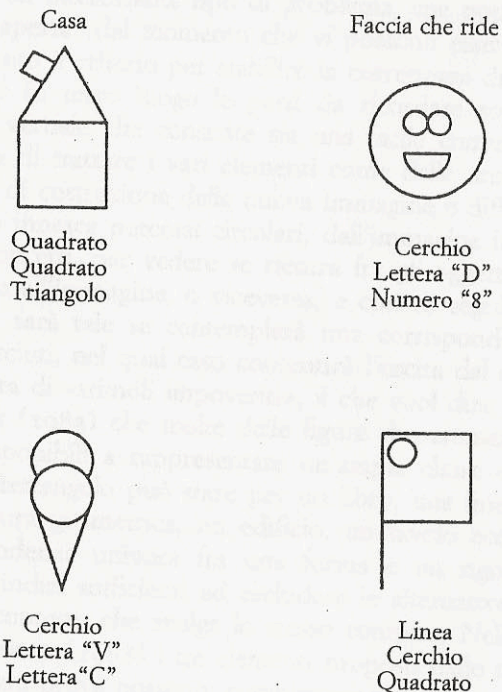 Casa
Quadrato
Quadrato
Triangolo
Faccia che ride
Cerchio
Lettera “D”
Numero “8”
Cerchio
Lettera “V”
Lettera“C”
Linea
Cerchio
Quadrato